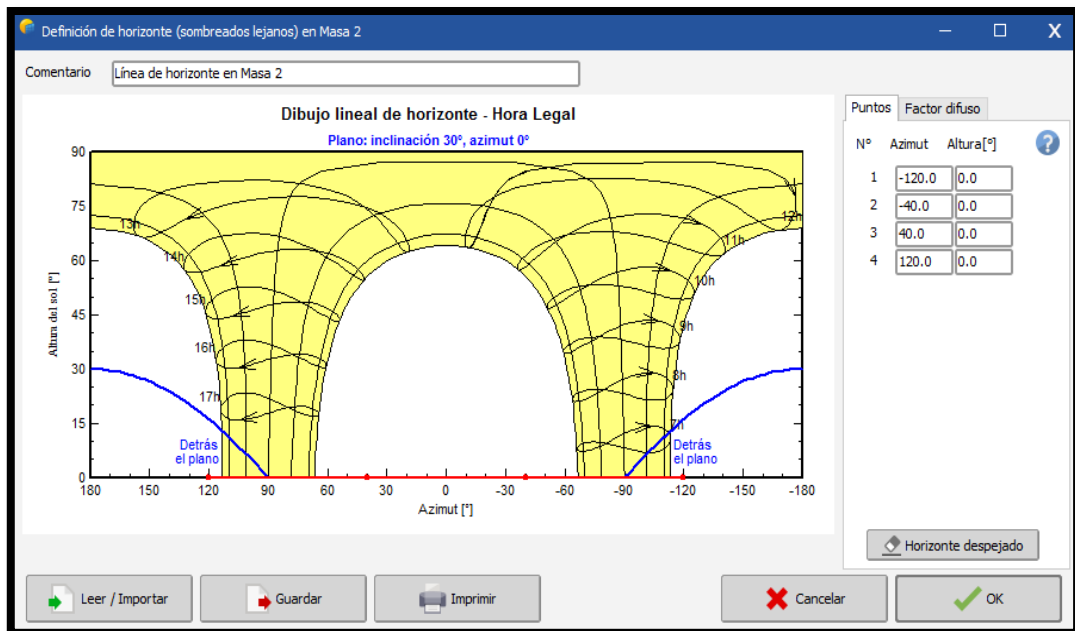 Definición de horizonte (sombreados lejanos) en Masa 2
Comentario Línea de horizonte en Masa 2
Dibujo lineal de horizonte - Hora Legal
Plano: inclinación 30º, azimut 0º
90
75
60
45
30
15
0
Altura del sol [°]
13h
14h
15h
16h
17h
12h
11h
10h
9h
8h
7h
Detrás
el plano
Detrás
el plano
180 150 120 90 60 30 0 -30 -60 -90 -120 -150 -180
Azimut [°]
Puntos Factor difuso
Nº Azimut Altura[º]
1 -120.0 0.0
2 -40.0 0.0
3 40.0 0.0
4 120.0 0.0
Horizonte despejado
Leer / Importar Guardar Imprimir Cancelar OK